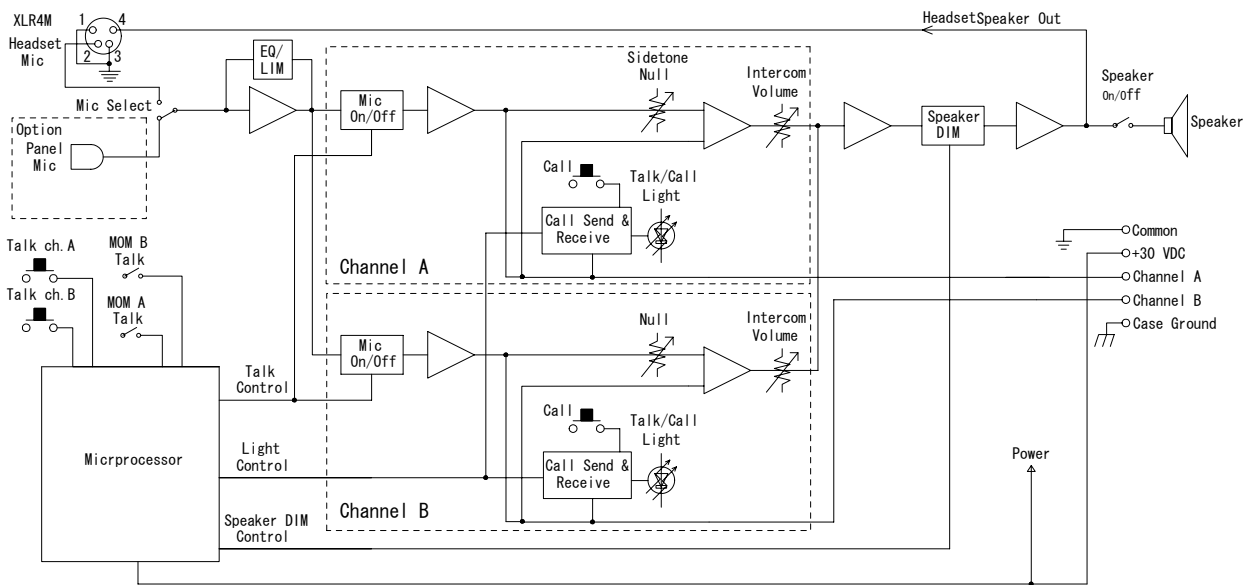 XLR4M
1
4
Headset
Mic
2
3
HeadsetSpeaker Out
EQ/
LIM
Mic Select
Option
Panel
Mic
Mic
On/Off
Sidetone
Null
Intercom
Volume
Speaker
DIM
Speaker
On/Off
Speaker
Call
Talk/Call
Light
Call Send &
Receive
Channel A
Common
+30 VDC
Channel A
Channel B
Case Ground
Talk ch.A
MOM B
Talk
Talk ch.B
MOM A
Talk
Mic
On/Off
Null
Intercom
Volume
Call
Talk/Call
Light
Call Send &
Receive
Channel B
Micrprocessor
Talk
Control
Light
Control
Speaker DIM
Control
Power